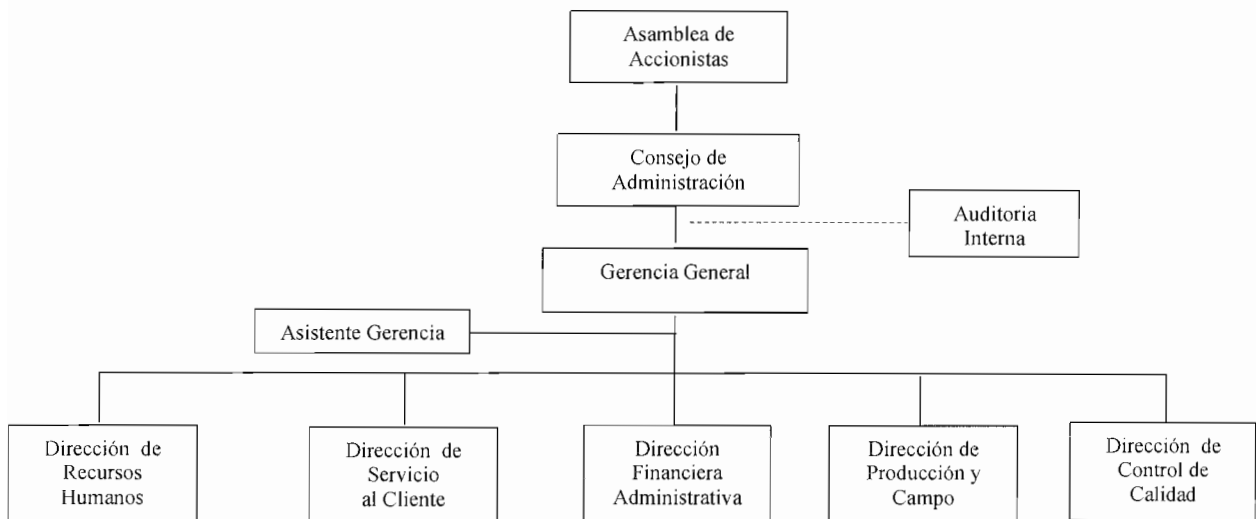 Asamblea de
Accionistas
Consejo de
Administración
Auditoria
Interna
Gerencia General
Asistente Gerencia
Dirección de
Recursos
Humanos
Dirección de
Servicio
al Cliente
Dirección
Financiera
Administrativa
Dirección de
Producción y
Campo
Dirección de
Control de
Calidad